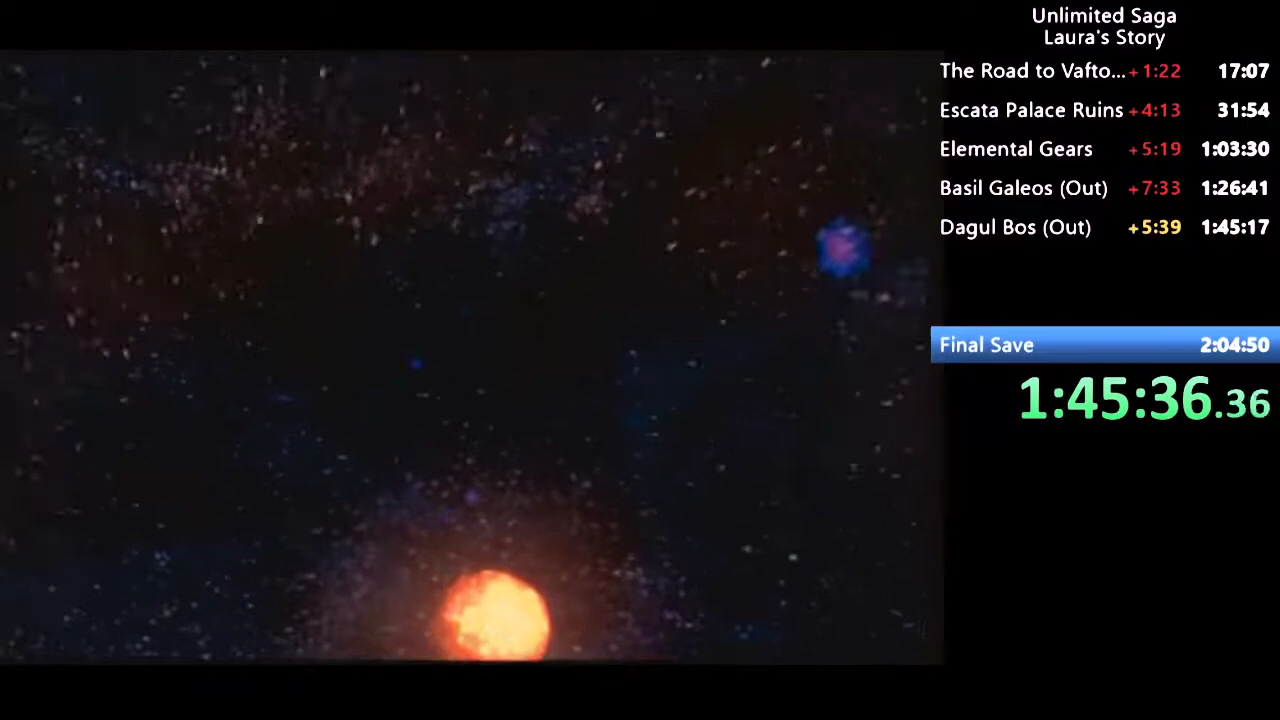 Unlimited Saga
Laura's Story
The Road to Vafto... +1:22 17:07
Escata Palace Ruins +4:13 31:54
Elemental Gears +5:19 1:03:30
Basil Galeos (Out) +7:33 1:26:41
Dagul Bos (Out) +5:39 1:45:17
Final Save 2:04:50
1:45:36.36